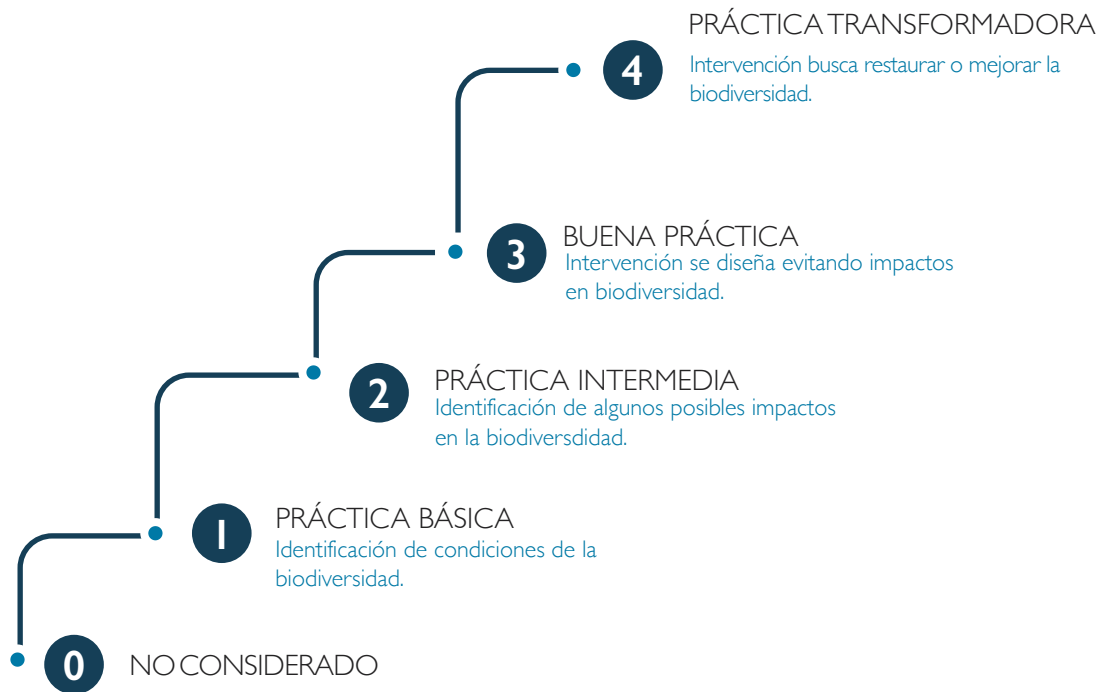 PRÁCTICA TRANSFORMADORA
4
Intervención busca restaurar o mejorar la
biodiversidad.
BUENA PRÁCTICA
3
Intervención se diseña evitando impactos
en biodiversidad.
PRÁCTICA INTERMEDIA
2
Identificación de algunos posibles impactos
en la biodiversdidad.
PRÁCTICA BÁSICA
1
Identificación de condiciones de la
biodiversidad.
0
NO CONSIDERADO